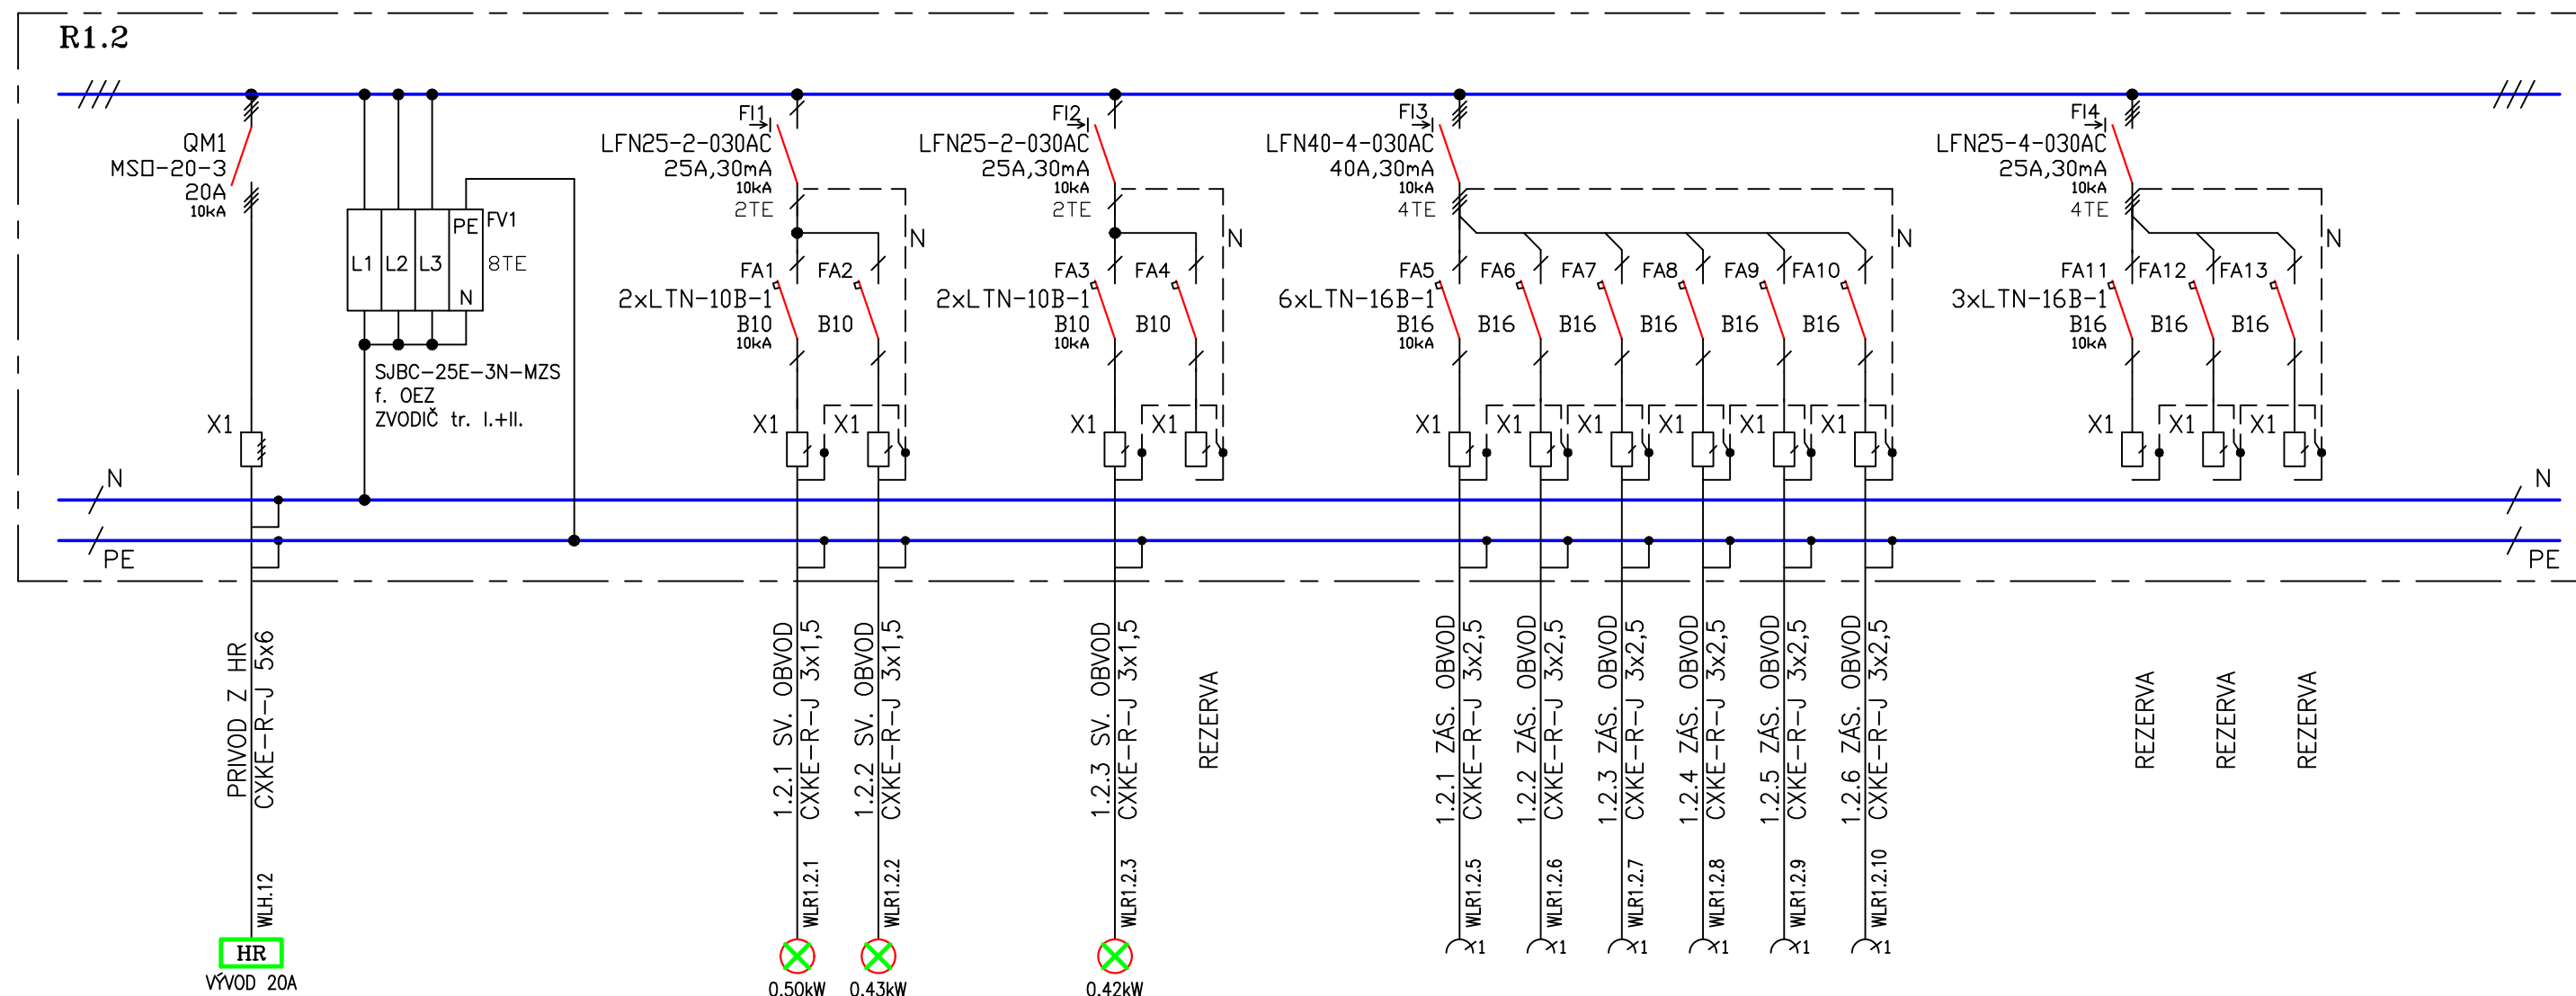 R1.2
QM1
MSO-20-3
20A
10kA
L1
L2
L3
PE
N
FV1
8TE
SJBC-25E-3N-MZS
f. OEZ
ZVODIČ tr. I.+II.
FI1
LFN25-2-030AC
25A,30mA
10kA
2TE
N
FA1
FA2
2xLTN-10B-1
B10
B10
10kA
FI2
LFN25-2-030AC
25A,30mA
10kA
2TE
N
FA3
FA4
2xLTN-10B-1
B10
B10
10kA
FI3
LFN40-4-030AC
40A,30mA
10kA
4TE
N
FA5
FA6
FA7
FA8
FA9
FA10
6xLTN-16B-1
B16
B16
B16
B16
B16
B16
10kA
FI4
LFN25-4-030AC
25A,30mA
10kA
4TE
N
FA11
FA12
FA13
3xLTN-16B-1
B16
B16
B16
10kA
X1
X1
X1
X1
X1
X1
X1
X1
X1
X1
X1
X1
X1
X1
N
N
PE
PE
PRIVOD Z HR
CXKE-R-J 5x6
WLH.12
HR
VÝVOD 20A
1.2.1 SV. OBVOD
CXKE-R-J 3x1,5
WLR1.2.1
0.50kW
1.2.2 SV. OBVOD
CXKE-R-J 3x1,5
WLR1.2.2
0.43kW
1.2.3 SV. OBVOD
CXKE-R-J 3x1,5
WLR1.2.3
0.42kW
REZERVA
1.2.1 ZÁS. OBVOD
CXKE-R-J 3x2,5
WLR1.2.5
1
1.2.2 ZÁS. OBVOD
CXKE-R-J 3x2,5
WLR1.2.6
1
1.2.3 ZÁS. OBVOD
CXKE-R-J 3x2,5
WLR1.2.7
1
1.2.4 ZÁS. OBVOD
CXKE-R-J 3x2,5
WLR1.2.8
1
1.2.5 ZÁS. OBVOD
CXKE-R-J 3x2,5
WLR1.2.9
1
1.2.6 ZÁS. OBVOD
CXKE-R-J 3x2,5
WLR1.2.10
1
REZERVA
REZERVA
REZERVA